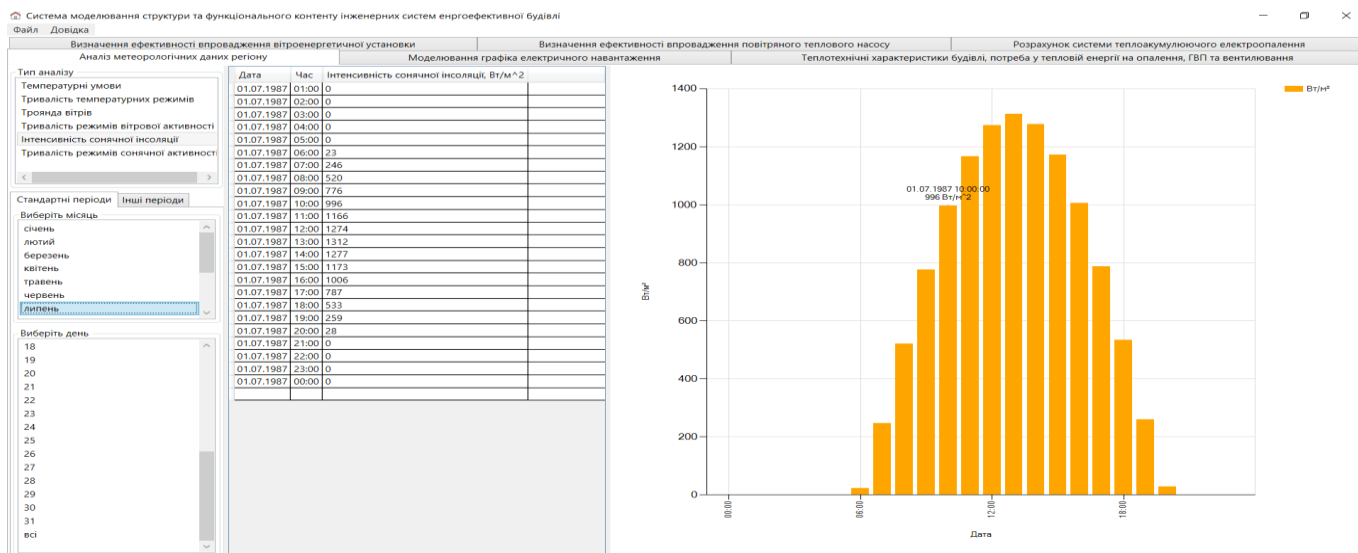 Система моделювання структури та функціонального контенту інженерних систем енргоефективної будівлі
Файл Довідка
Визначення ефективності впровадження вітроенергетичної установки
Визначення ефективності впровадження повітряного теплового насосу
Розрахунок системи теплоакумулюючого електроопалення
Аналіз метеорологічних даних регіону
Моделювання графіка електричного навантаження
Теплотехнічні характеристики будівлі, потреба у тепловій енергії на опалення, ГВП та вентилювання
Тип аналізу
Температурні умови
Тривалість температурних режимів
Троянда вітрів
Тривалість режимів вітрової активності
Інтенсивність сонячної інсоляції
Тривалість режимів сонячної активност
Стандартні періоди Інші періоди
Виберіть місяць
січень
лютий
березень
квітень
травень
червень
липень
Виберіть день
18
19
20
21
22
23
24
25
26
27
28
29
30
31
всі
Дата Час Інтенсивність сонячної інсоляції, Вт/м^2
01.07.1987 01:00 0
01.07.1987 02:00 0
01.07.1987 03:00 0
01.07.1987 04:00 0
01.07.1987 05:00 0
01.07.1987 06:00 23
01.07.1987 07:00 246
01.07.1987 08:00 520
01.07.1987 09:00 776
01.07.1987 10:00 996
01.07.1987 11:00 1166
01.07.1987 12:00 1274
01.07.1987 13:00 1312
01.07.1987 14:00 1277
01.07.1987 15:00 1173
01.07.1987 16:00 1006
01.07.1987 17:00 787
01.07.1987 18:00 533
01.07.1987 19:00 259
01.07.1987 20:00 28
01.07.1987 21:00 0
01.07.1987 22:00 0
01.07.1987 23:00 0
01.07.1987 00:00 0
Вт/м²
1400
1200
1000
800
600
400
200
0
Вт/м²
01.07.1987 10:00:00
996 Вт/м^2
00:00
06:00
12:00
18:00
Дата